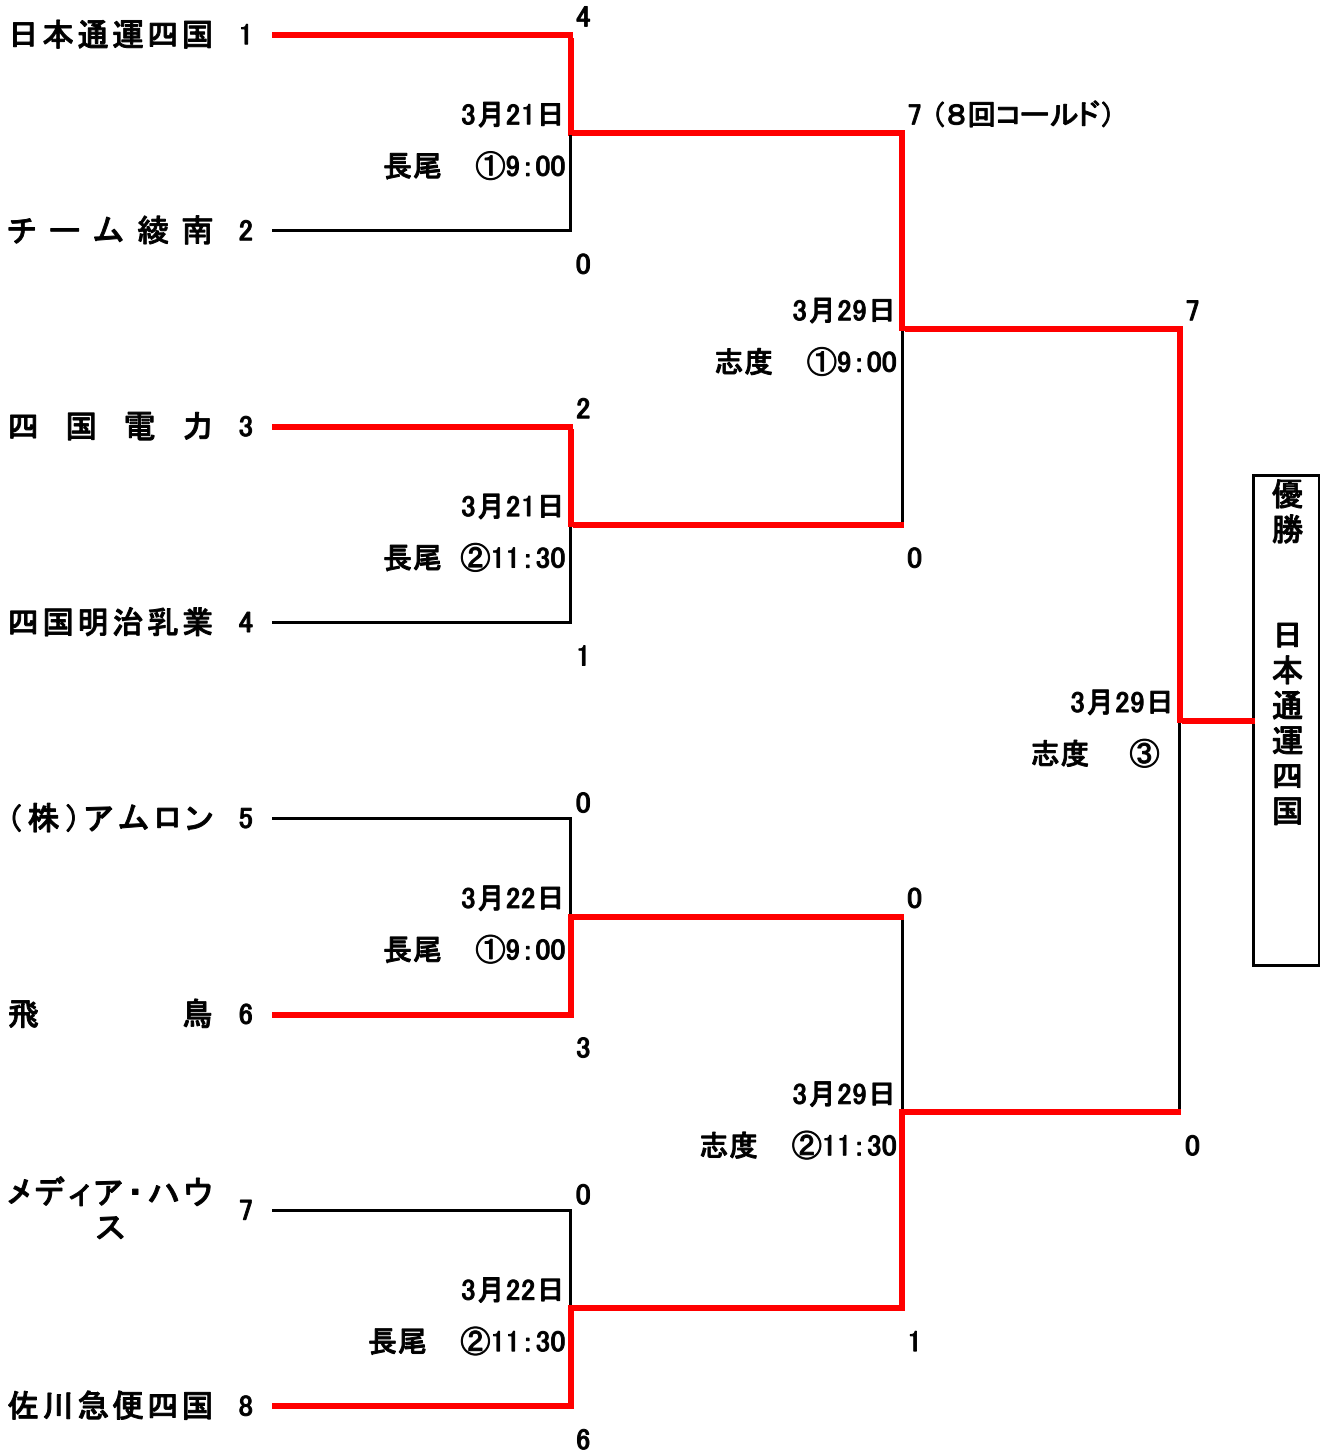 4
日本通運四国 1
3月21日
7 （８回コールド）
長尾 ①9:00
チーム綾南 2
0
3月29日
7
志度 ①9:00
2
四国電力 3
3月21日
長尾 ②11:30
0
四国明治乳業 4
1
優勝 日本通運四国
3月29日
志度 ③
0
（株）アムロン 5
3月22日
0
長尾 ①9:00
飛鳥 6
3
3月29日
志度 ②11:30
0
メディア・ハウ
ス
7
0
3月22日
長尾 ②11:30
1
佐川急便四国 8
6